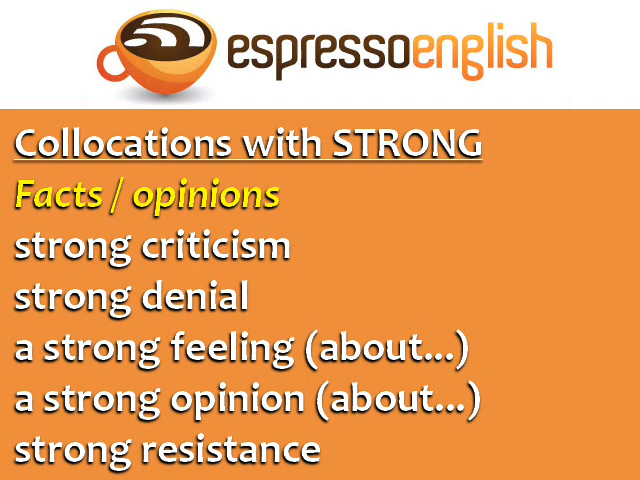 espressoenglish
Collocations with STRONG
Facts / opinions
strong criticism
strong denial
a strong feeling (about...)
a strong opinion (about...)
strong resistance